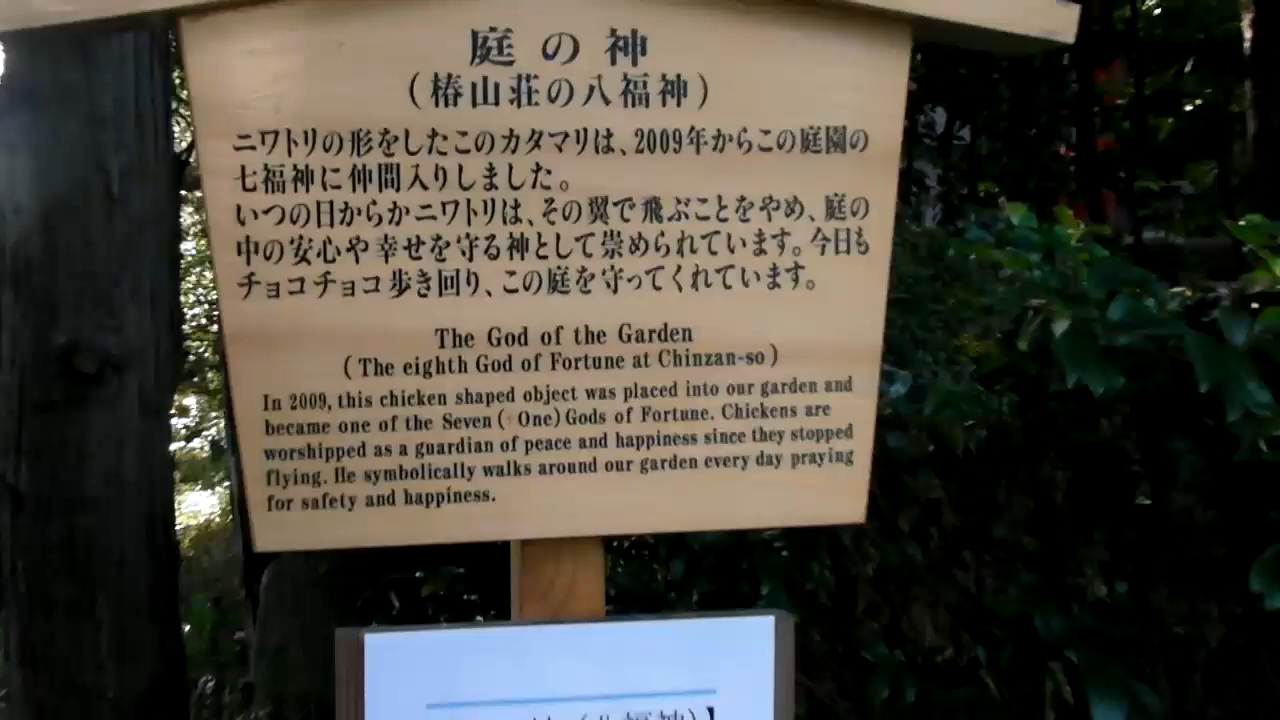 庭の神
（椿山荘の八福神）
ニワトリの形をしたこのカタマリは、2009年からこの庭園の
七福神に仲間入りしました。
いつの日からかニワトリは、その翼で飛ぶことをやめ、庭の
中の安心や幸せを守る神として崇められています。今日も
チョコチョコ歩き回り、この庭を守ってくれています。
The God of the Garden
(The eighth God of Fortune at Chinzan-so)
In 2009, this chicken shaped object was placed into our garden and
became one of the Seven (+One) Gods of Fortune. Chickens are
worshipped as a guardian of peace and happiness since they stopped
flying. He symbolically walks around our garden every day praying
for safety and happiness.
福神）】